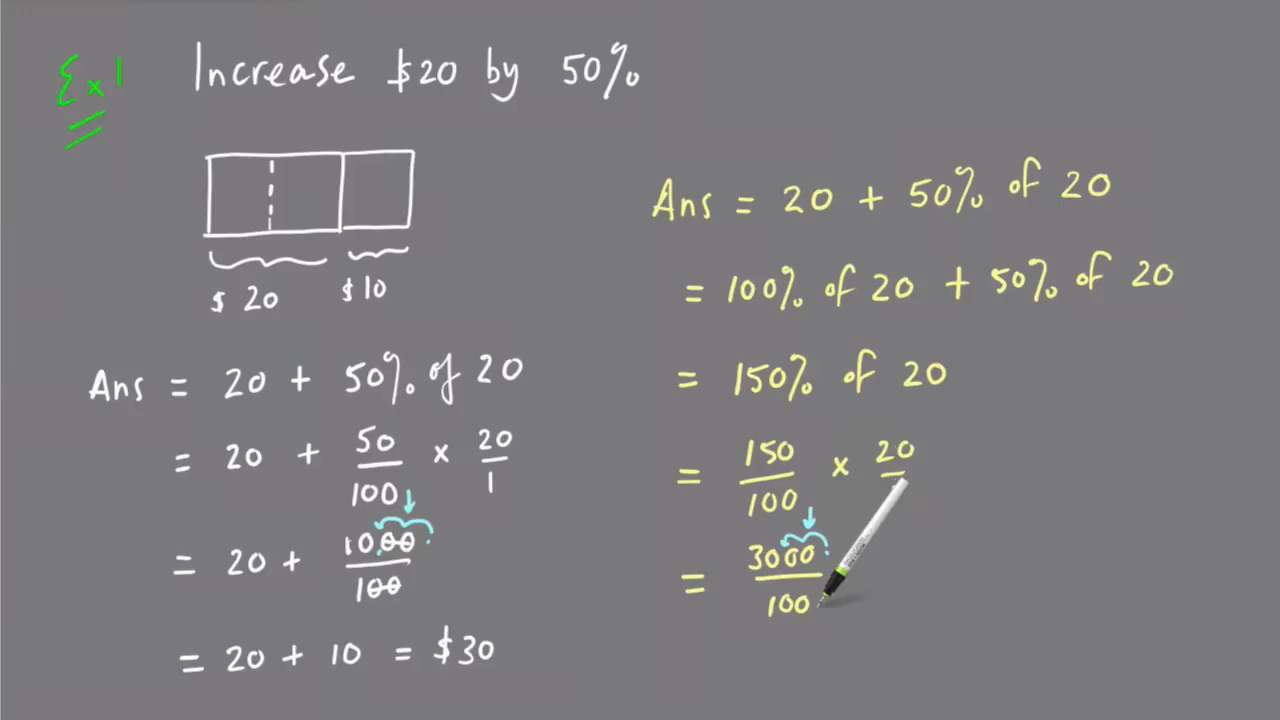 Ex 1 Increase $20 by 50%
$ 20 $10
Ans = 20 + 50% of 20
= 20 + 50/100 × 20/1
= 20 + 1000/100
= 20 + 10 = $30
Ans = 20 + 50% of 20
= 100% of 20 + 50% of 20
= 150% of 20
= 150/100 × 20
= 3000/100